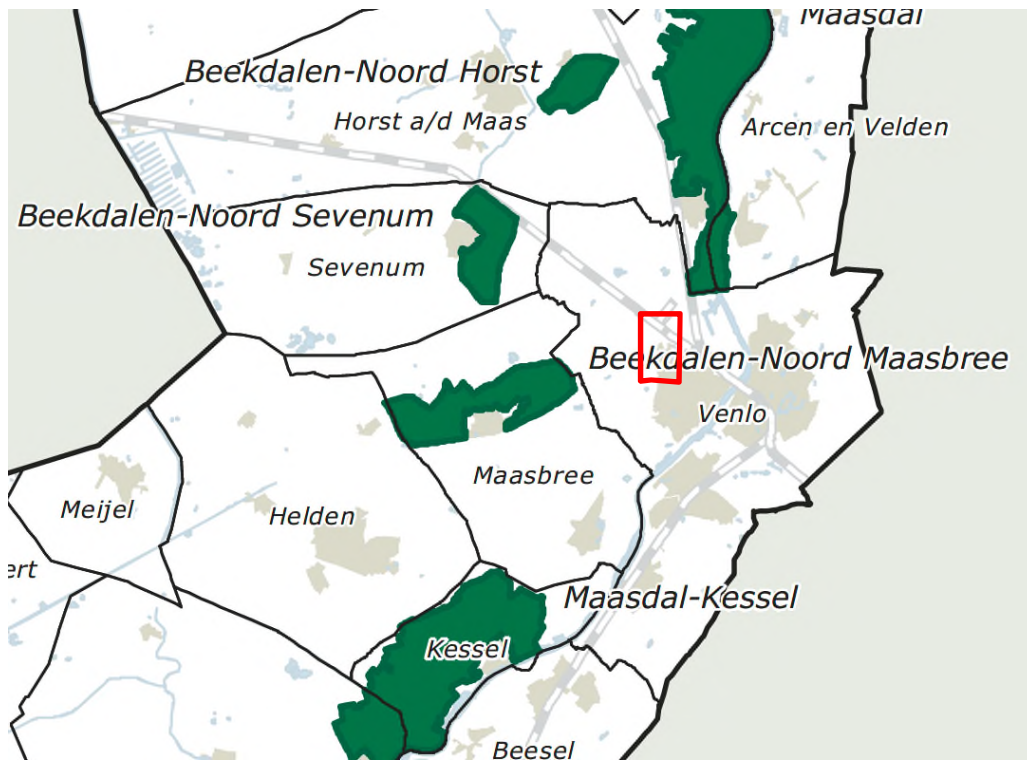 Maasdal
Beekdalen-Noord Horst
Horst a/d Maas
Arcen en Velden
Beekdalen-Noord Sevenum
Sevenum
Beekdalen-Noord Maasbree
Venlo
Maasbree
Meijel
Helden
ert
Maasdal-Kessel
Kessel
Beesel